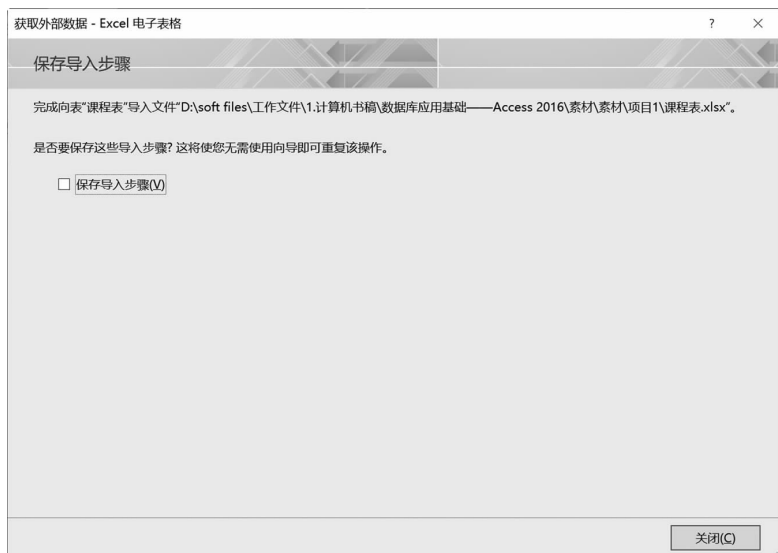 获取外部数据 - Excel 电子表格
? ×
保存导入步骤
完成向表“课程表”导入文件“D:\soft files\工作文件\1.计算机书稿\数据库应用基础——Access 2016\素材\素材\项目1\课程表.xlsx”。
是否要保存这些导入步骤? 这将使您无需使用向导即可重复该操作。
保存导入步骤(V)
关闭(C)